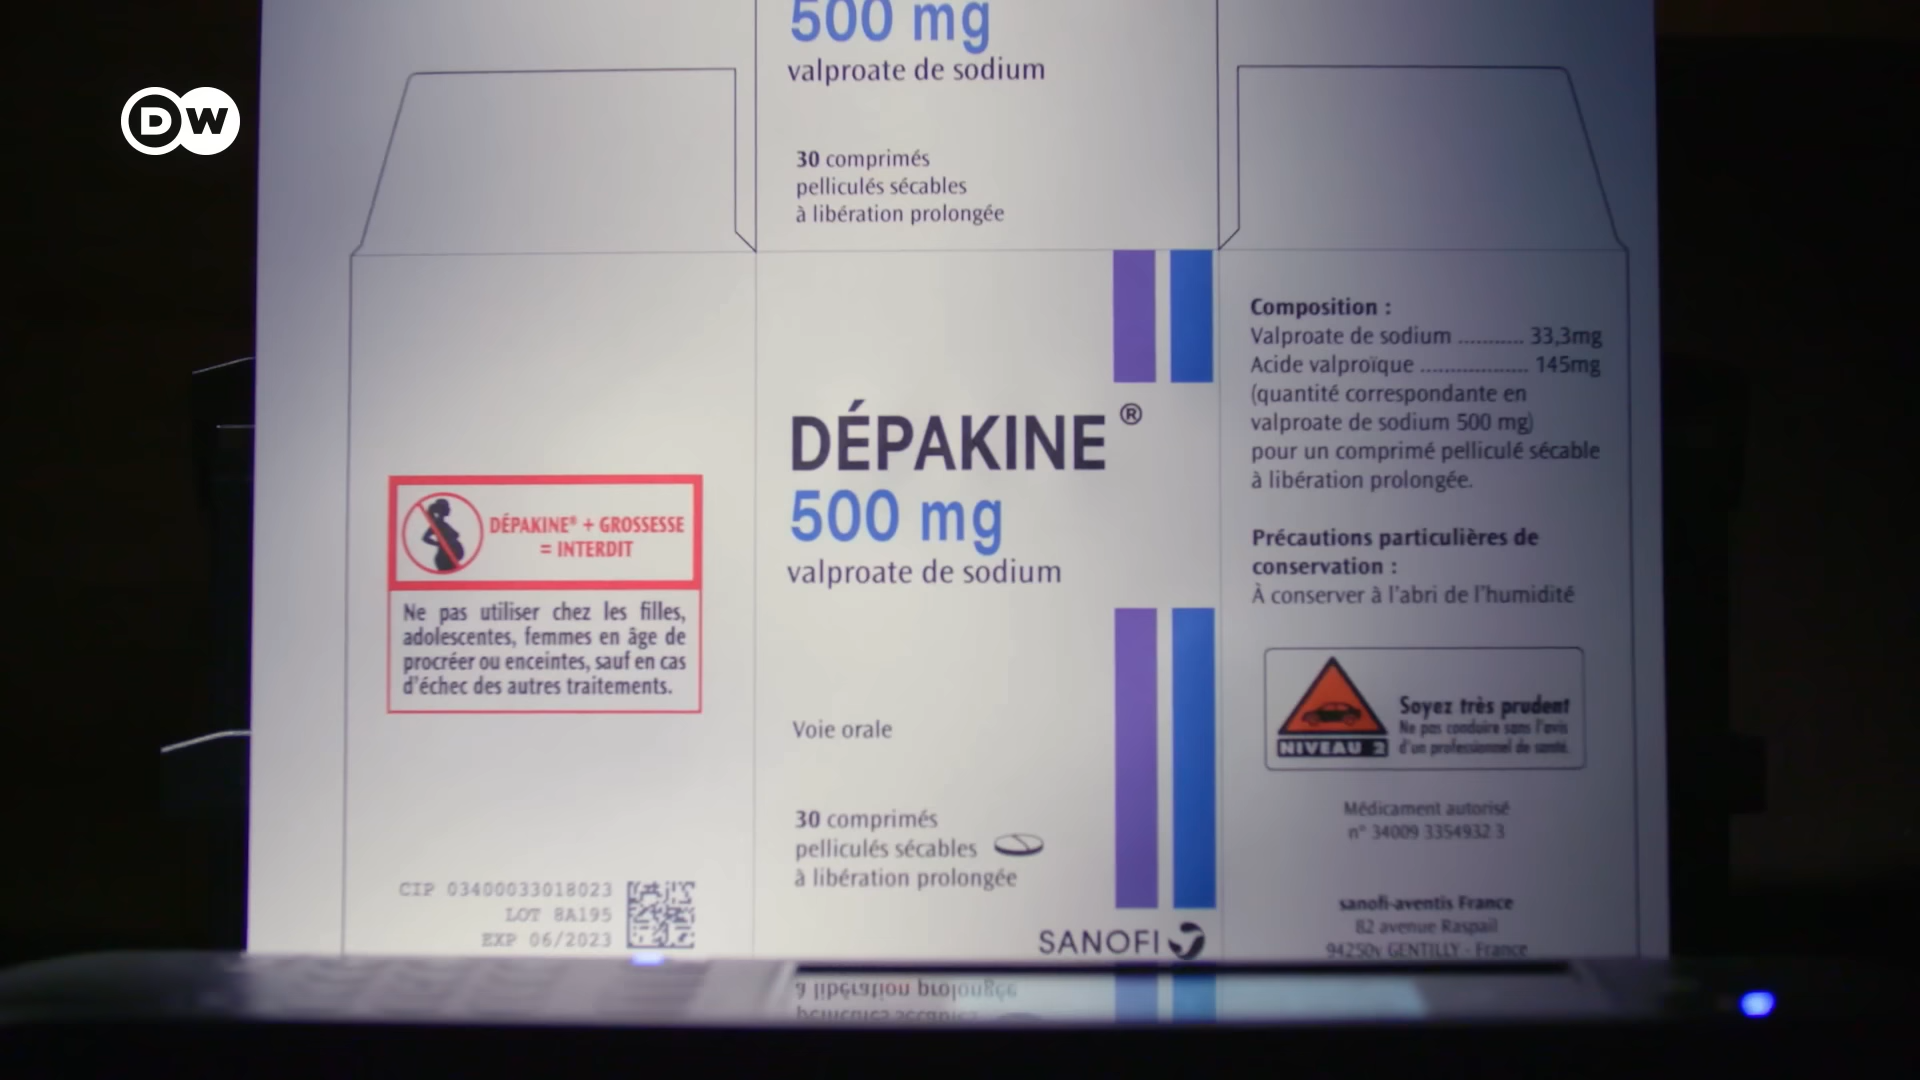 DW
500 mg
valproate de sodium
30 comprimés
pelliculés sécables
à libération prolongée
DÉPAKINE® + GROSSESSE
= INTERDIT
Ne pas utiliser chez les filles,
adolescentes, femmes en âge de
procréer ou enceintes, sauf en cas
d'échec des autres traitements.
CIP 03400033018023
LOT 8A195
EXP 06/2023
DÉPAKINE®
500 mg
valproate de sodium
Voie orale
30 comprimés
pelliculés sécables
à libération prolongée
SANOFI
Composition :
Valproate de sodium ........... 33,3mg
Acide valproïque .................. 145mg
(quantité correspondante en
valproate de sodium 500 mg)
pour un comprimé pelliculé sécable
à libération prolongée.
Précautions particulières de
conservation :
À conserver à l'abri de l'humidité
NIVEAU 2
Soyez très prudent
Ne pas conduire sans l'avis
d'un professionnel de santé.
Médicament autorisé
n° 34009 3354932 3
sanofi-aventis France
82 avenue Raspail
94250v GENTILLY - France